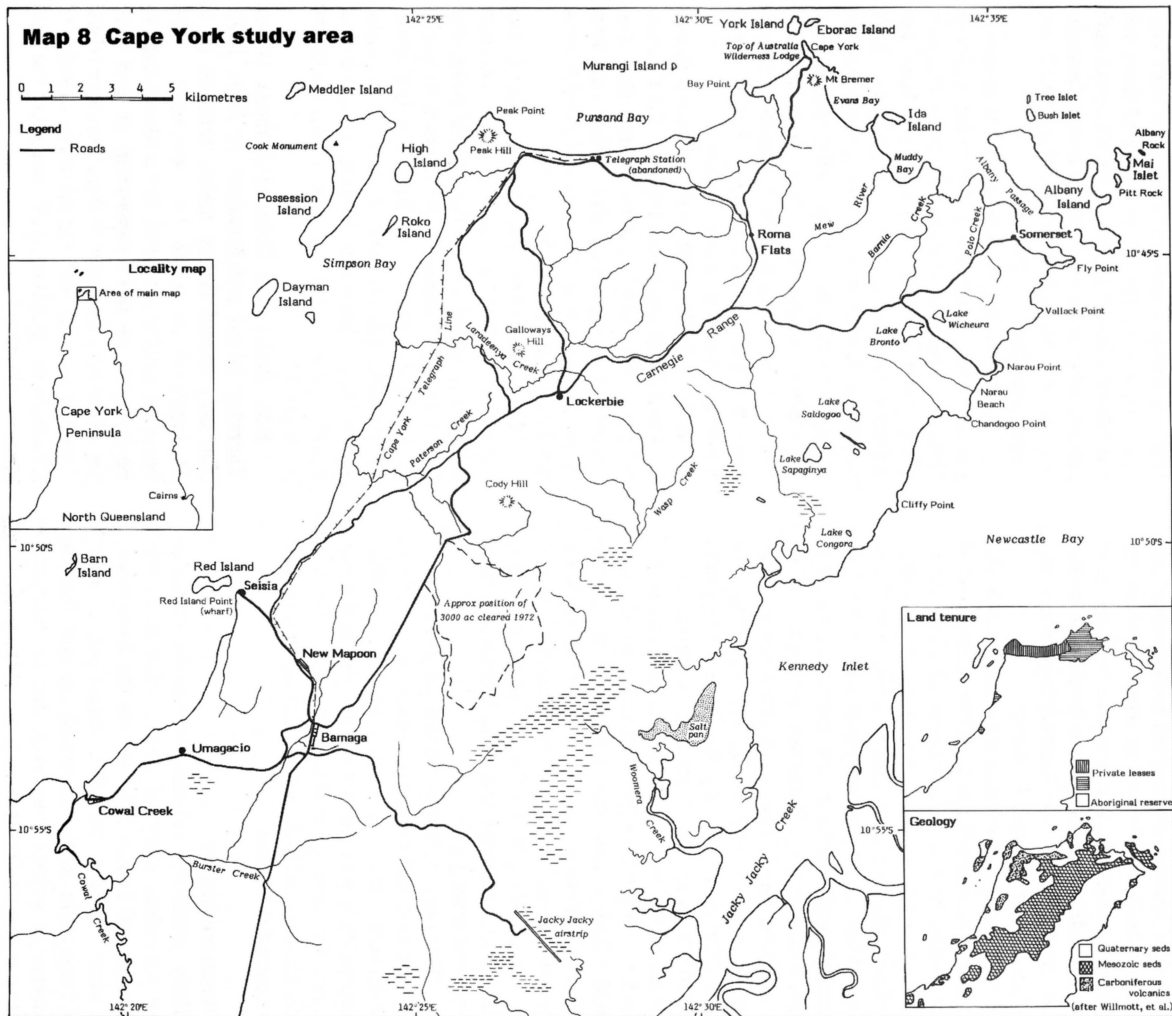 Map 8 Cape York study area
0 1 2 3 4 5
kilometres
Legend
Roads
142°25'E
142°30'E
142°35'E
York Island
Eborac Island
Top of Australia
Wilderness Lodge
Cape York
Murangi Island
Mt Bremer
Meddler Island
Bay Point
Evans Bay
Tree Islet
Bush Islet
Peak Point
Punsand Bay
Ida
Island
Cook Monument
Peak Hill
High
Island
Telegraph Station
(abandoned)
Muddy
Bay
Albany
Passage
Albany
Rock
Mai
Islet
Pitt Rock
Albany
Island
Possession
Island
Roko
Island
Mew River
Barnia Creek
Polo Creek
Roma
Flats
Somerset
10°45'S
Simpson Bay
Fly Point
Locality map
Area of main map
Cape York
Peninsula
Cairns
North Queensland
Dayman
Island
Vallack Point
Lake
Wicheura
Lake
Bronto
Galloways
Hill
Laradeenya
Creek
Carnegie Range
Cape York Telegraph Line
Narau Point
Lockerbie
Narau
Beach
Lake
Saldogoo
Chandogoo Point
Paterson Creek
Lake
Sapaginya
Cody Hill
Wasp Creek
Cliffy Point
Lake
Congora
Newcastle Bay
10°50'S
10°50'S
Barn
Island
Red Island
Seisia
Red Island Point
(wharf)
Approx position of
3000 ac cleared 1972
New Mapoon
Kennedy Inlet
Land tenure
Private leases
Aboriginal reserve
Salt
pan
Bamaga
Umagacio
Woomera
Creek
Cowal Creek
10°55'S
10°55'S
Jacky Jacky Creek
Geology
Quaternary seds
Mesozoic seds
Carboniferous
volcanics
(after Willmott, et al.)
Burster Creek
Cowal
Creek
Jacky Jacky
airstrip
142°20'E
142°25'E
142°30'E